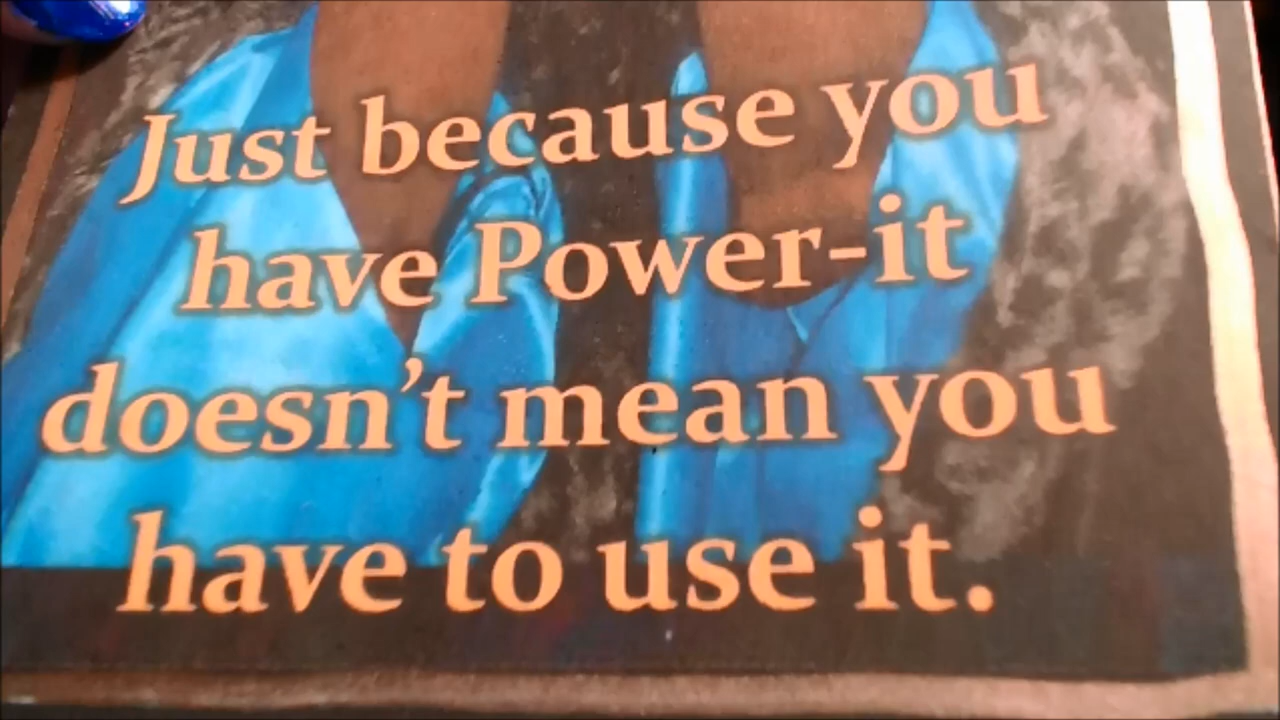 Just because you
have Power-it
doesn't mean you
have to use it.